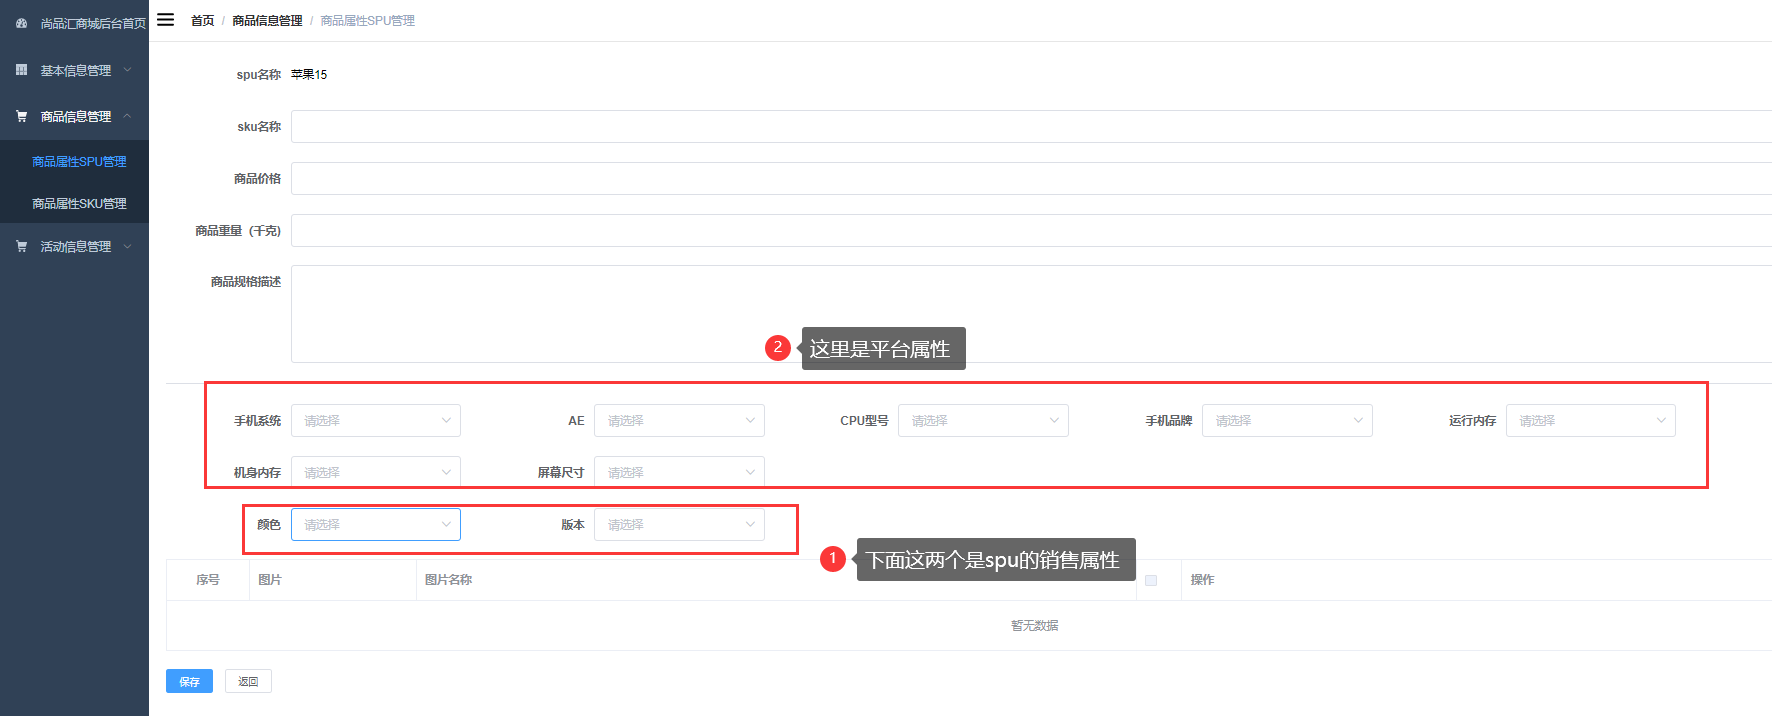 尚品汇商城后台首页
基本信息管理
商品信息管理
商品属性SPU管理
商品属性SKU管理
活动信息管理
首页 / 商品信息管理 / 商品属性SPU管理
spu名称 苹果15
sku名称
商品价格
商品重量（千克）
商品规格描述
2 这里是平台属性
手机系统 请选择 AE 请选择 CPU型号 请选择 手机品牌 请选择 运行内存 请选择
机身内存 请选择 屏幕尺寸 请选择
颜色 请选择 版本 请选择
1 下面这两个是spu的销售属性
序号 图片 图片名称 操作
暂无数据
保存 返回